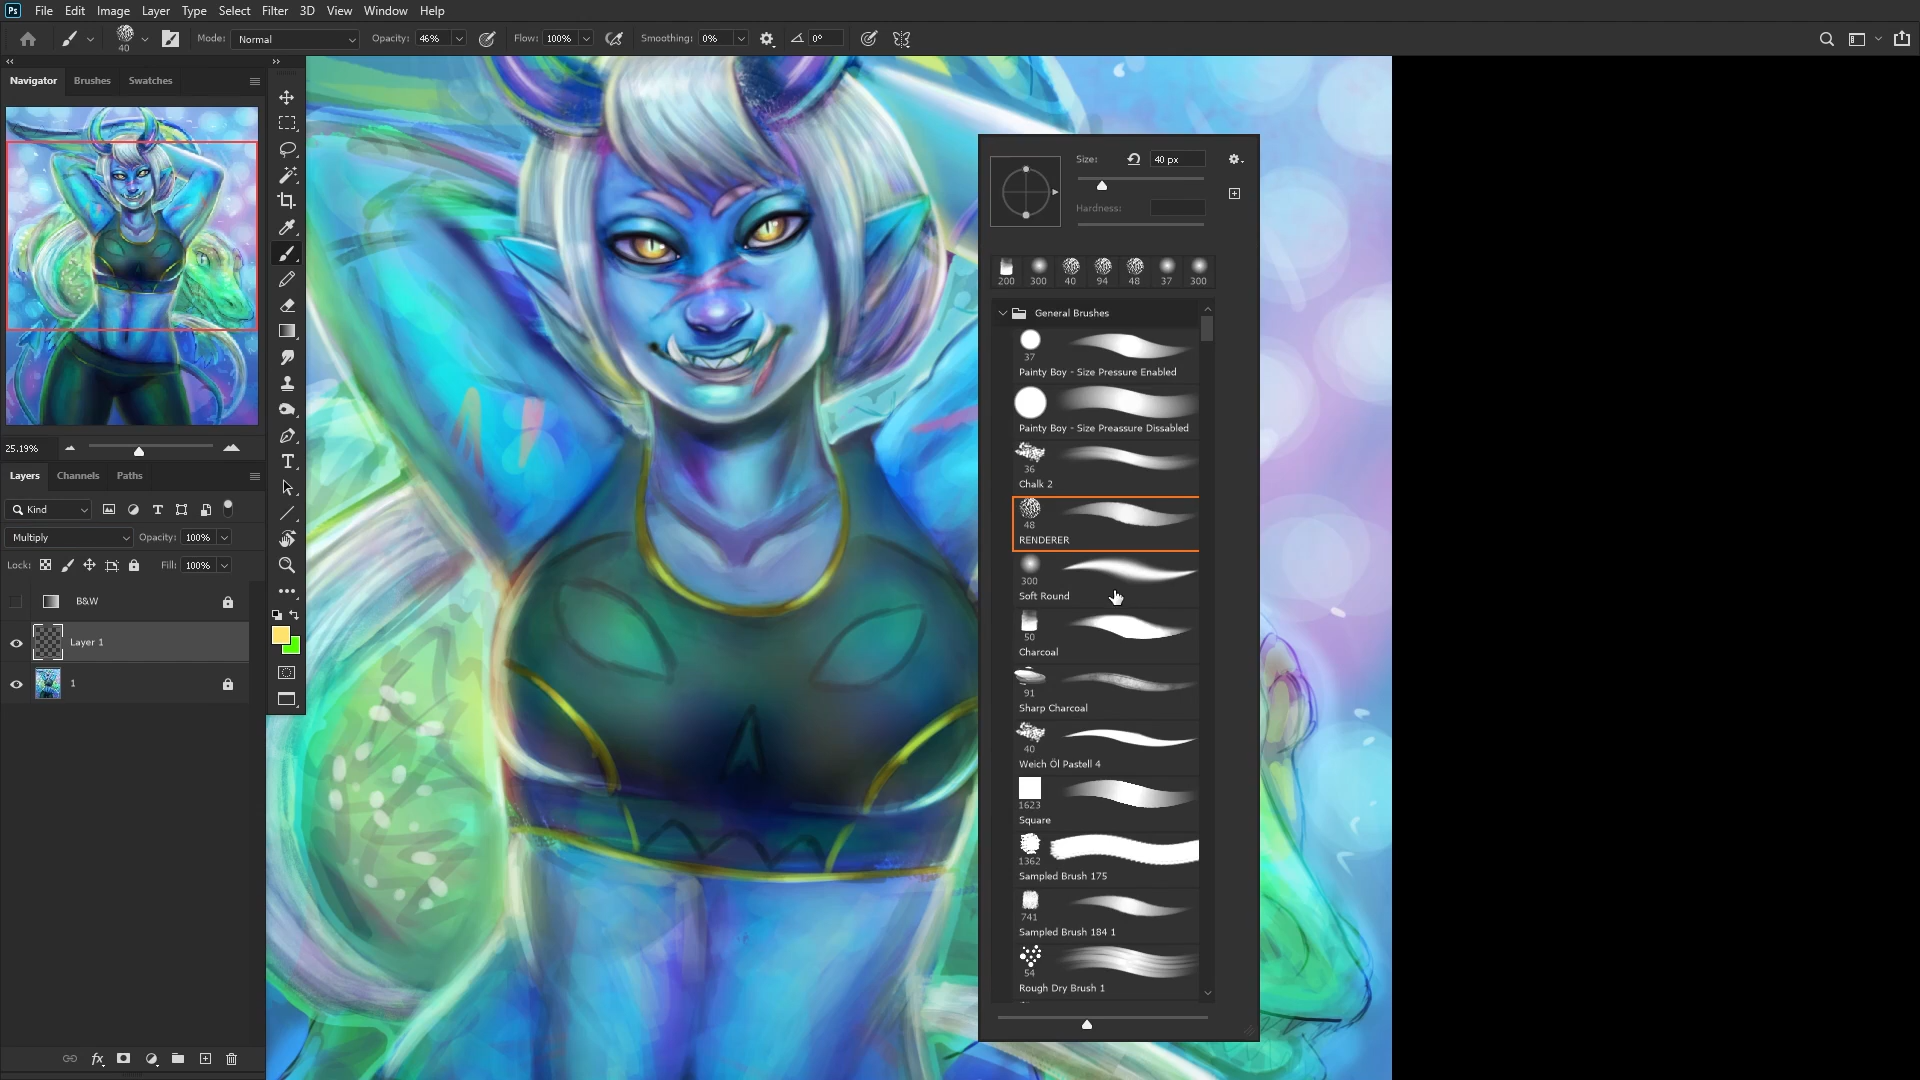 Ps File Edit Image Layer Type Select Filter 3D View Window Help
40 Mode: Normal Opacity: 46% Flow: 100% Smoothing: 0% 0°
Navigator Brushes Swatches
25.19%
Layers Channels Paths
Kind
Multiply Opacity: 100%
Lock: Fill: 100%
B&W
Layer 1
1
fx
Size: 40 px
Hardness:
200 300 40 94 48 37 300
General Brushes
37
Painty Boy - Size Pressure Enabled
Painty Boy - Size Preassure Dissabled
36
Chalk 2
48
RENDERER
300
Soft Round
50
Charcoal
91
Sharp Charcoal
40
Weich Öl Pastell 4
1623
Square
1362
Sampled Brush 175
741
Sampled Brush 184 1
54
Rough Dry Brush 1